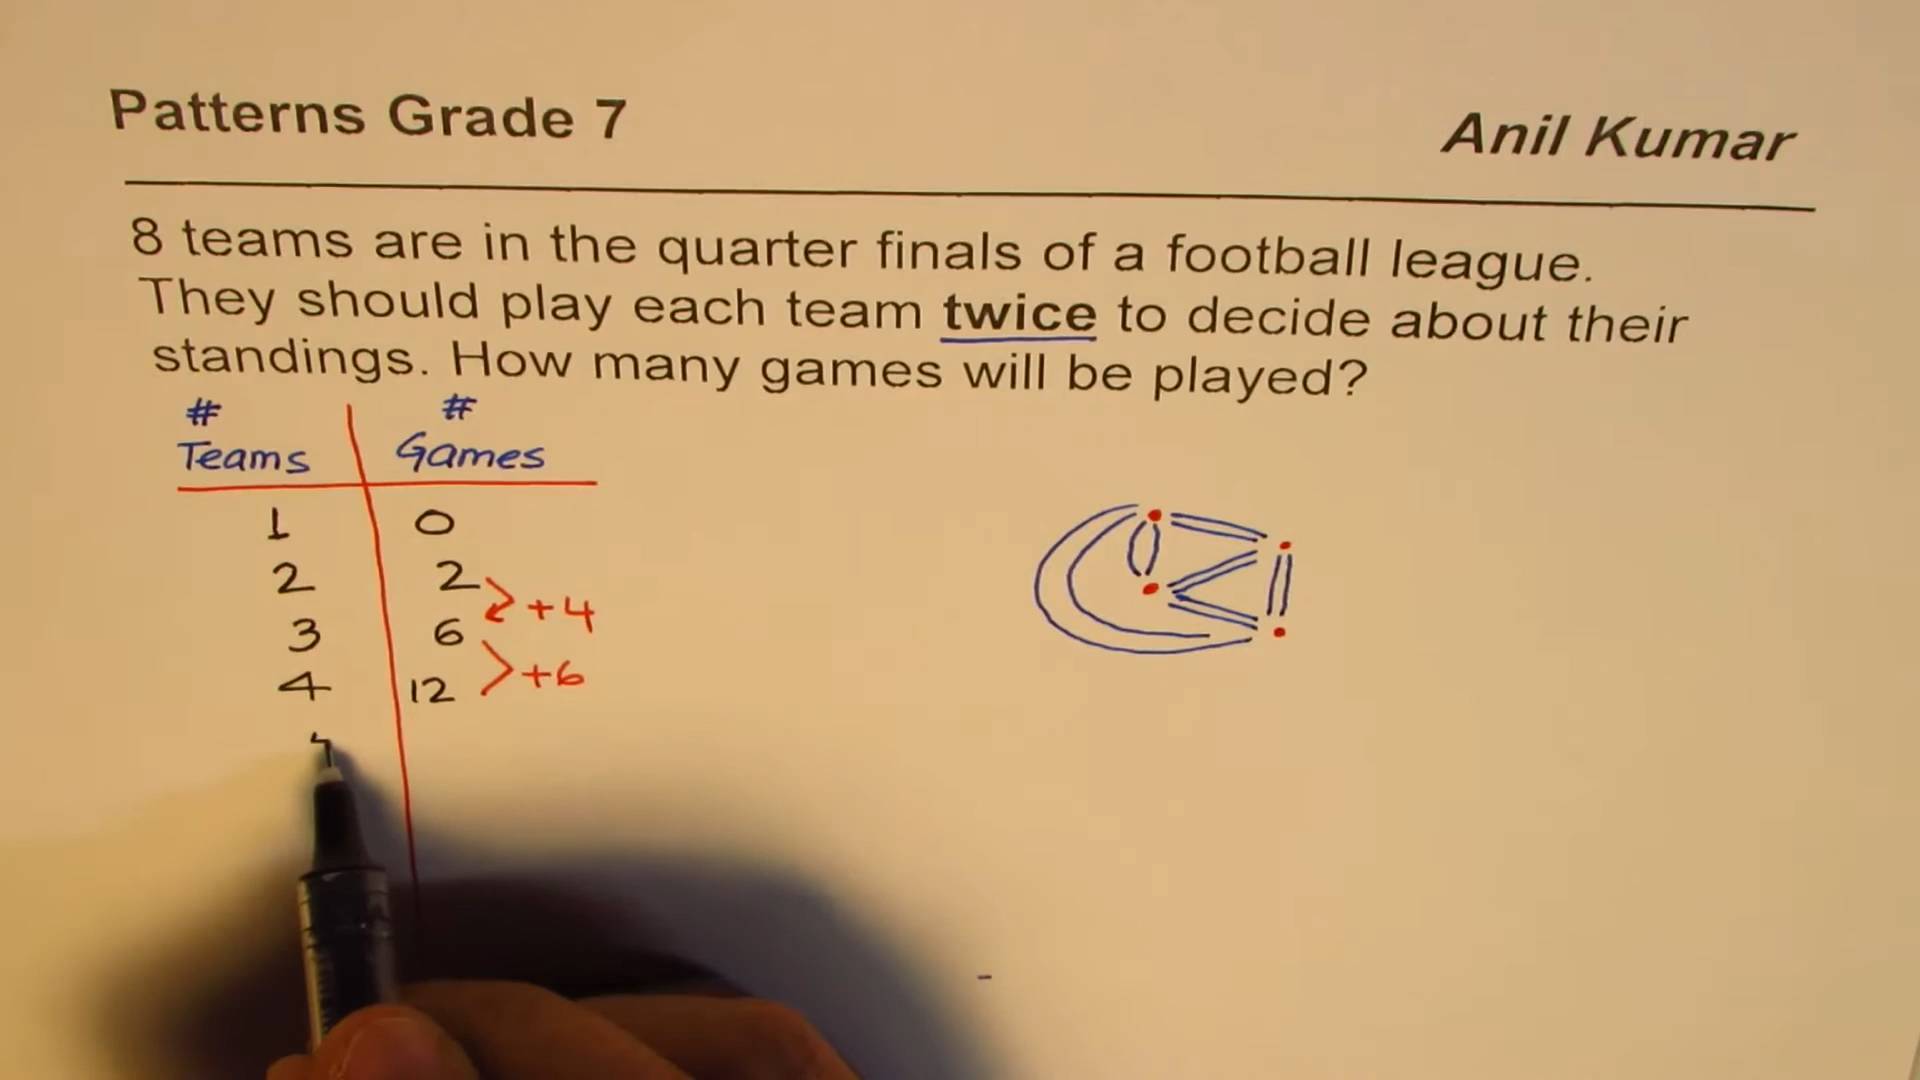 Patterns Grade 7
Anil Kumar
8 teams are in the quarter finals of a football league.
They should play each team twice to decide about their
standings. How many games will be played?
# #
Teams Games
1 0
2 2
+4
3 6
+6
4 12